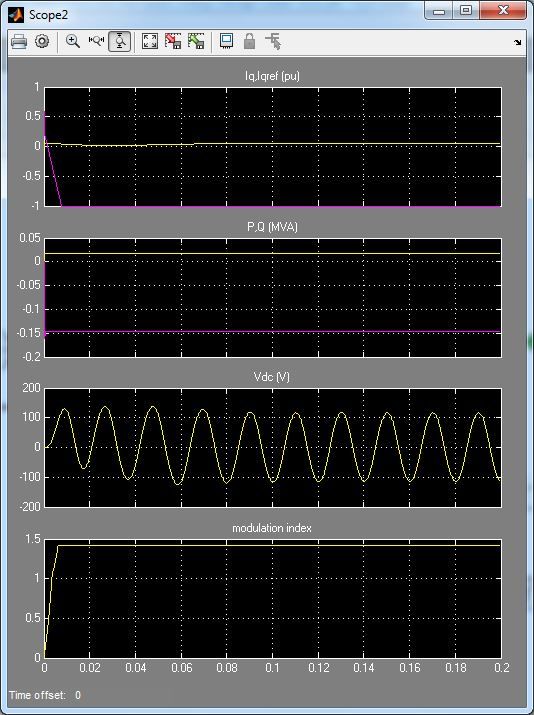 Scope2
Iq,Iqref (pu)
1
0.5
0
-0.5
-1
P,Q (MVA)
0.05
0
-0.05
-0.1
-0.15
-0.2
Vdc (V)
200
100
0
-100
-200
modulation index
1.5
1
0.5
0
0 0.02 0.04 0.06 0.08 0.1 0.12 0.14 0.16 0.18 0.2
Time offset: 0